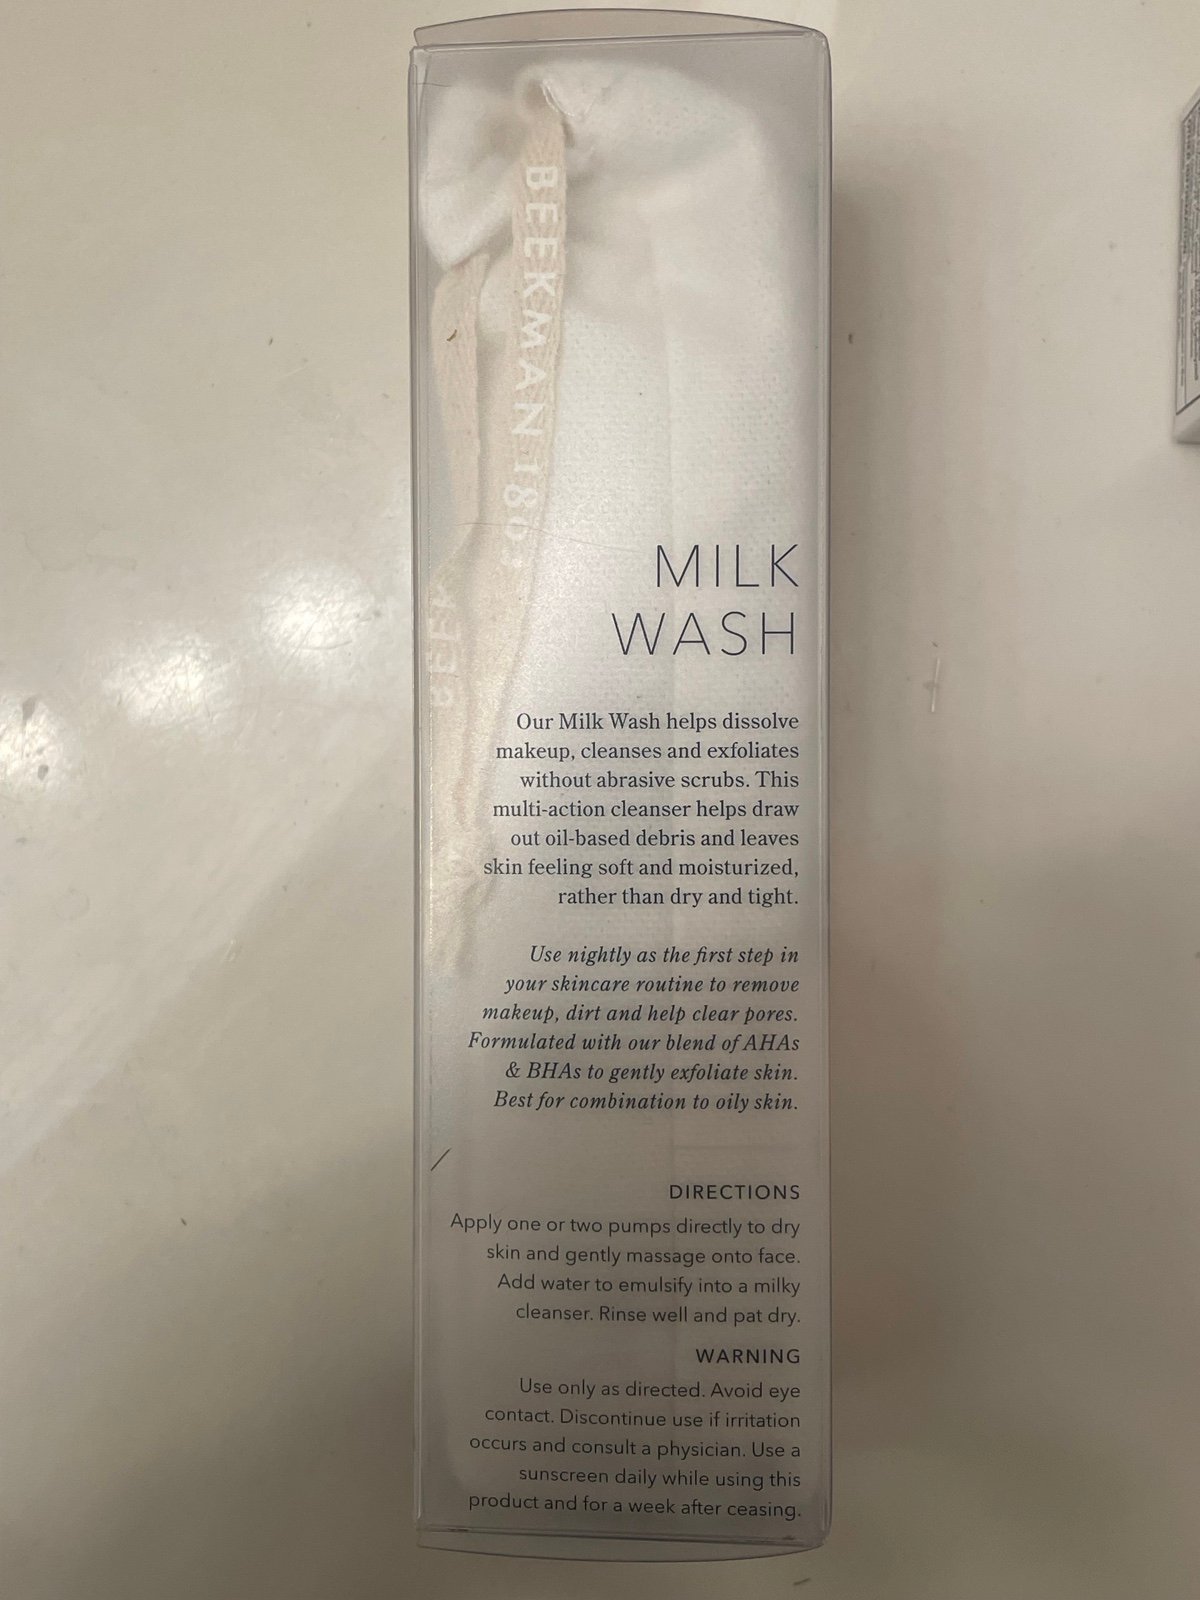 BEEKMAN 180
BEEK
MILK
WASH
Our Milk Wash helps dissolve
makeup, cleanses and exfoliates
without abrasive scrubs. This
multi-action cleanser helps draw
out oil-based debris and leaves
skin feeling soft and moisturized,
rather than dry and tight.
Use nightly as the first step in
your skincare routine to remove
makeup, dirt and help clear pores.
Formulated with our blend of AHAs
& BHAs to gently exfoliate skin.
Best for combination to oily skin.
DIRECTIONS
Apply one or two pumps directly to dry
skin and gently massage onto face.
Add water to emulsify into a milky
cleanser. Rinse well and pat dry.
WARNING
Use only as directed. Avoid eye
contact. Discontinue use if irritation
occurs and consult a physician. Use a
sunscreen daily while using this
product and for a week after ceasing.